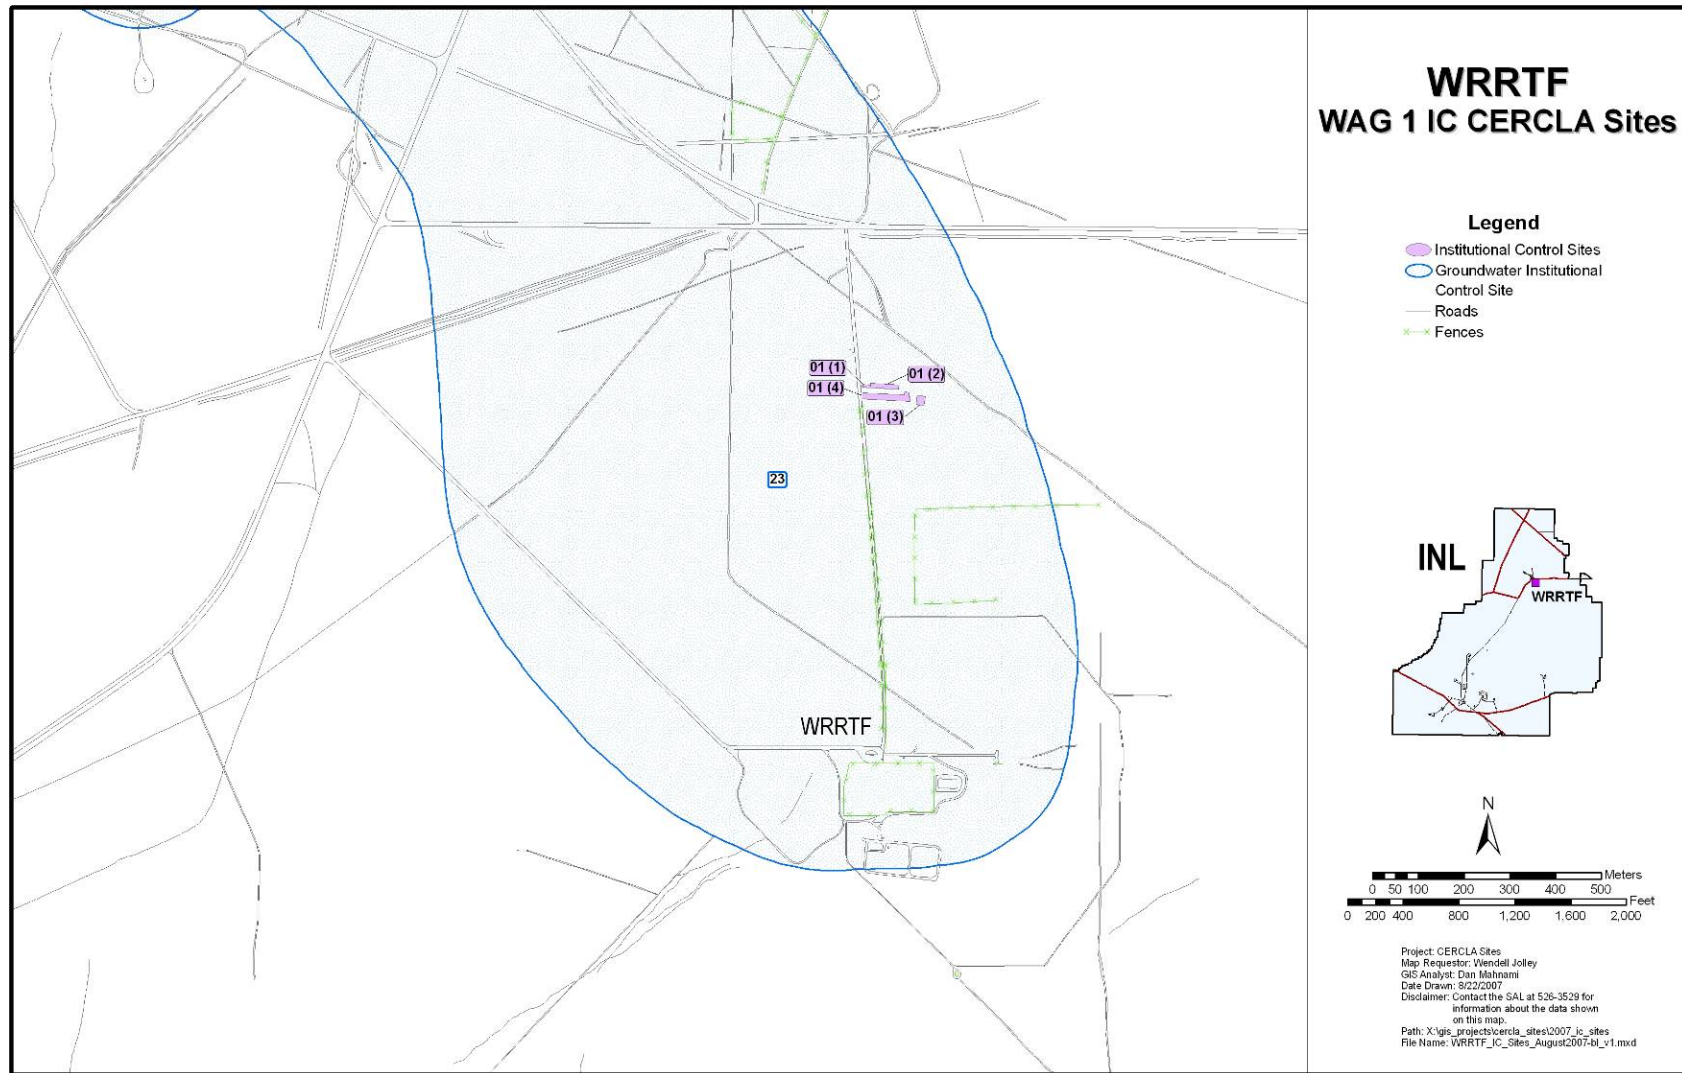 WRRTF
WAG 1 IC CERCLA Sites
Legend
Institutional Control Sites
Groundwater Institutional
Control Site
Roads
Fences
01 (1)
01 (2)
01 (4)
01 (3)
23
WRRTF
INL
WRRTF
N
Meters
0 50 100 200 300 400 500
Feet
0 200 400 800 1,200 1,600 2,000
Project: CERCLA Sites
Map Requestor: Wendell Jolley
GIS Analyst: Dan Mahnami
Date Drawn: 8/22/2007
Disclaimer: Contact the SAL at 526-3529 for
information about the data shown
on this map.
Path: X:\gis_projects\cercla_sites\2007_ic_sites
File Name: WRRTF_IC_Sites_August2007-bl_v1.mxd